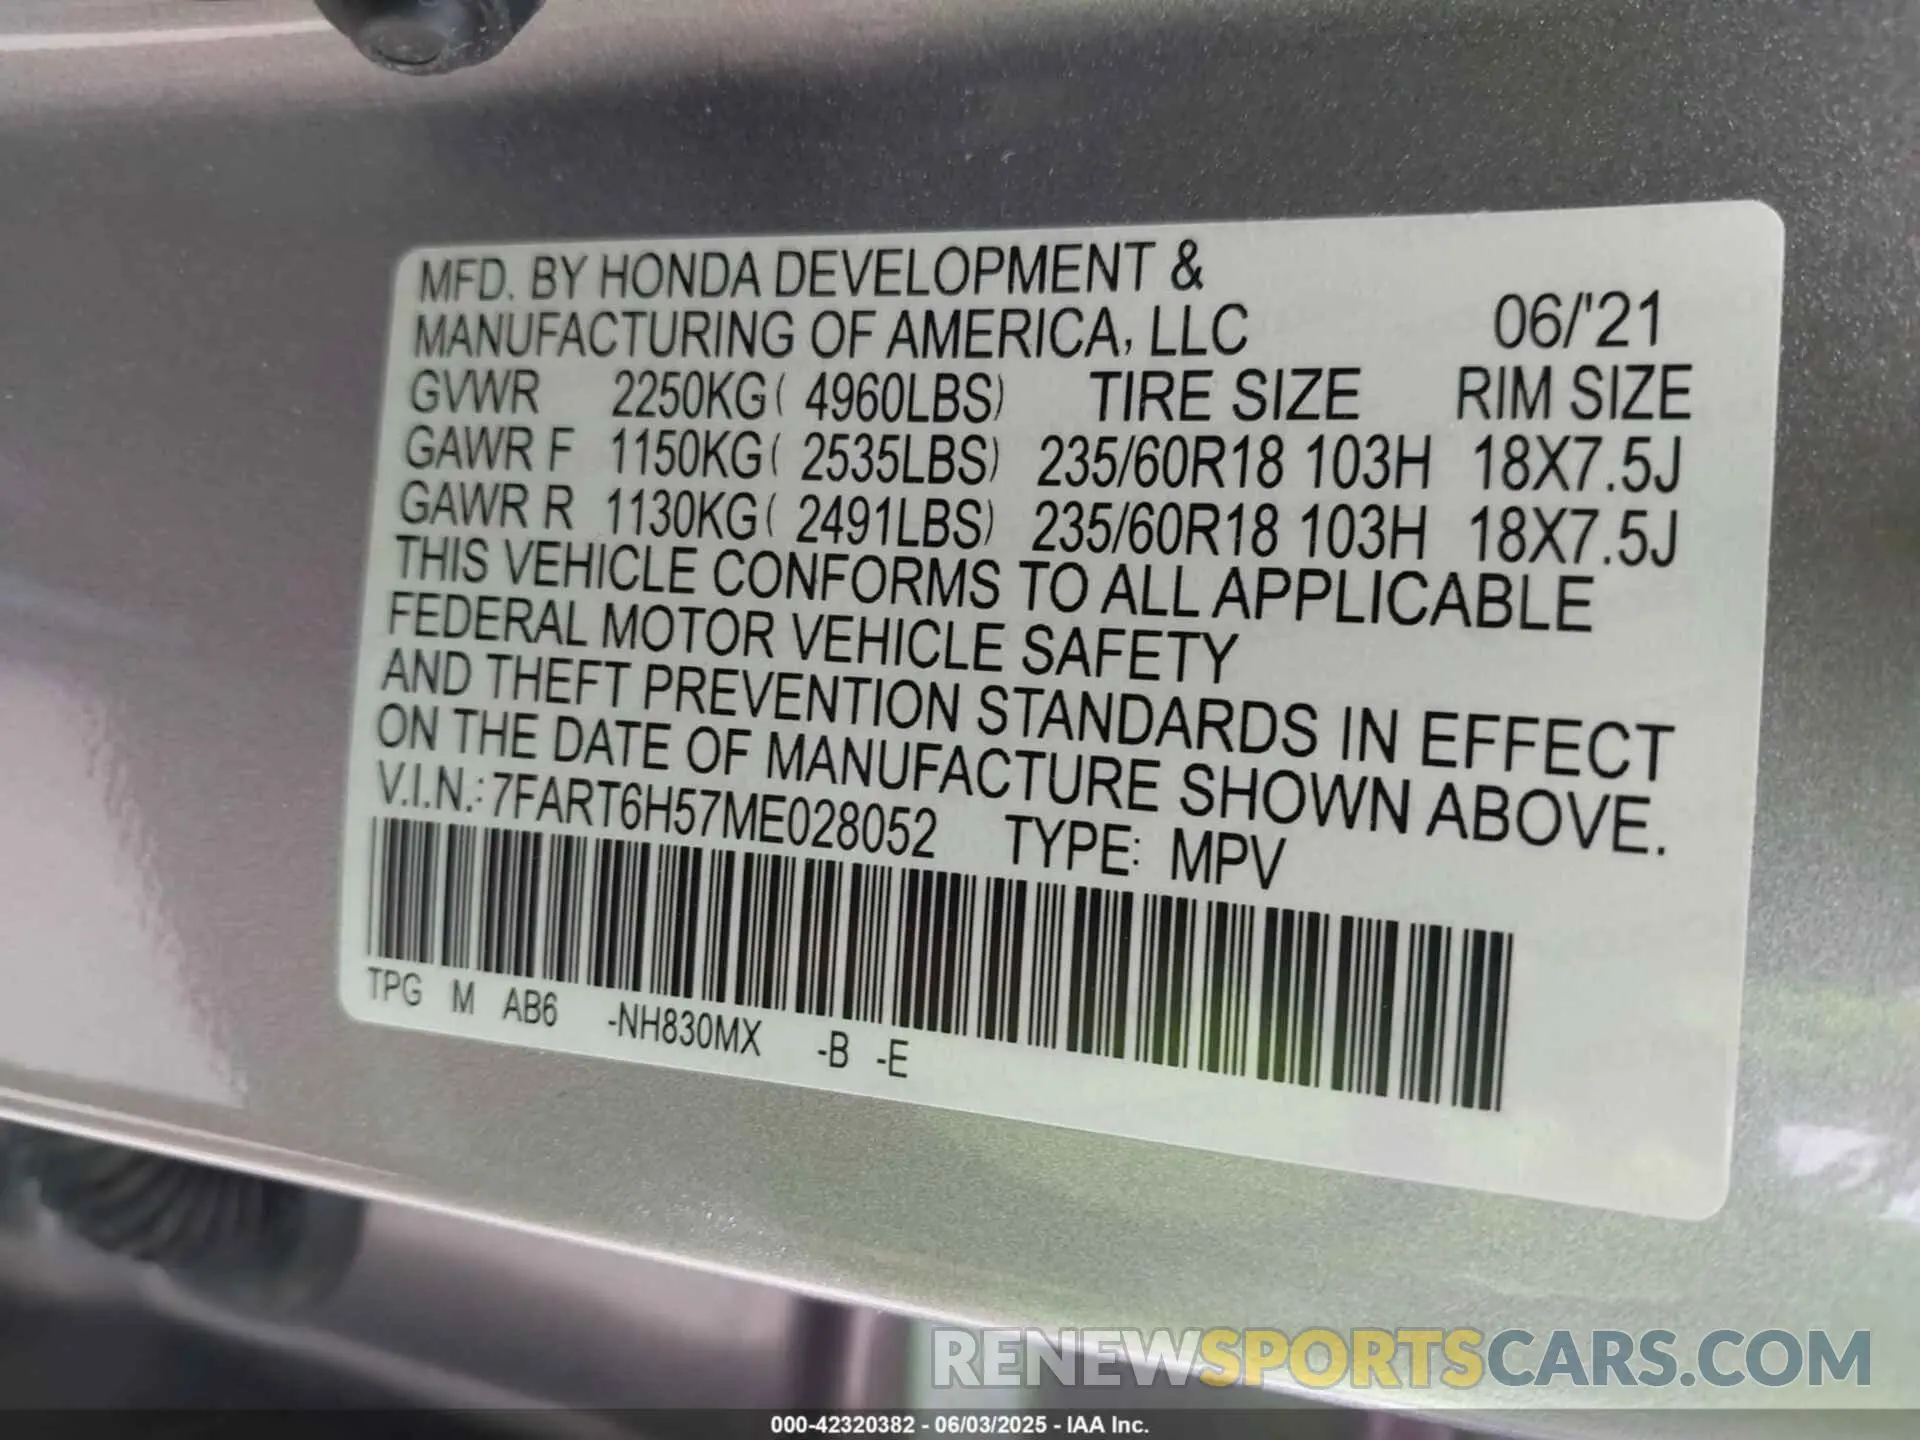 MFD. BY HONDA DEVELOPMENT &
MANUFACTURING OF AMERICA, LLC 06/'21
GVWR 2250KG( 4960LBS) TIRE SIZE RIM SIZE
GAWR F 1150KG( 2535LBS) 235/60R18 103H 18X7.5J
GAWR R 1130KG( 2491LBS) 235/60R18 103H 18X7.5J
THIS VEHICLE CONFORMS TO ALL APPLICABLE
FEDERAL MOTOR VEHICLE SAFETY
AND THEFT PREVENTION STANDARDS IN EFFECT
ON THE DATE OF MANUFACTURE SHOWN ABOVE.
V.I.N.: 7FART6H57ME028052 TYPE: MPV
TPG M AB6 -NH830MX -B -E
RENEWSPORTSCARS.COM
000-42320382 - 06/03/2025 - IAA Inc.